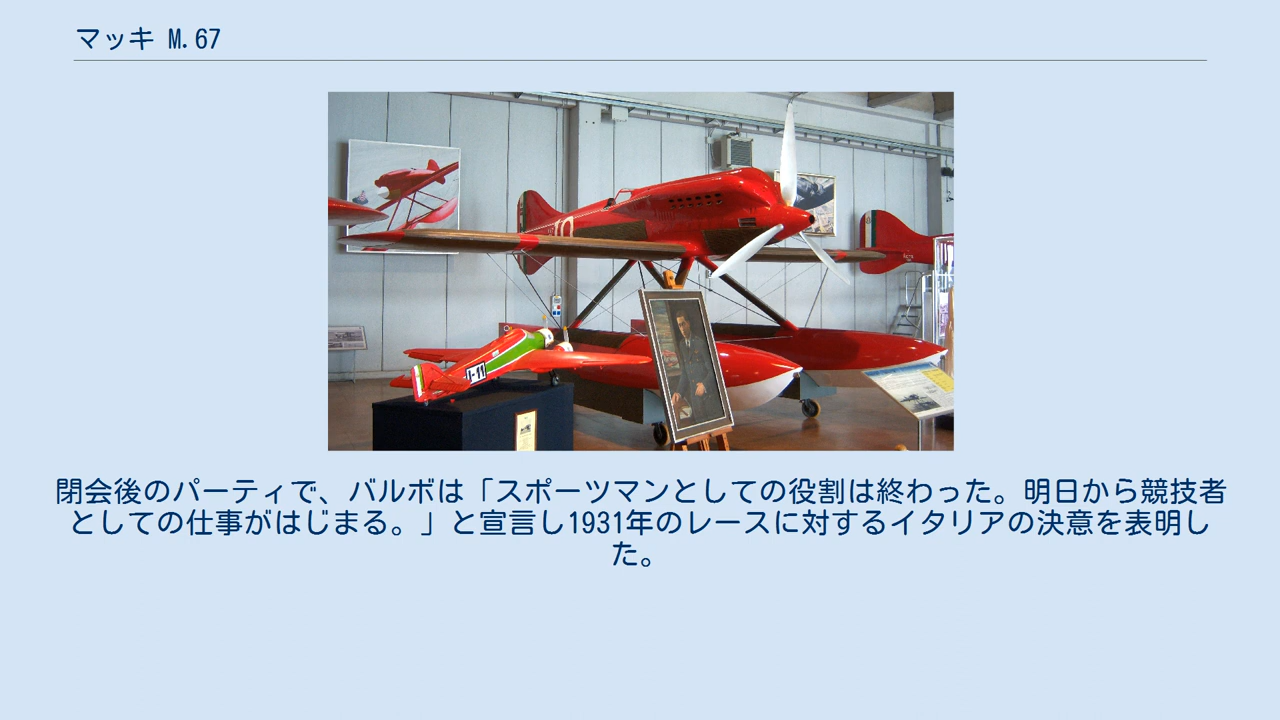 マッキ M.67
10
I-11
閉会後のパーティで、バルボは「スポーツマンとしての役割は終わった。明日から競技者
としての仕事がはじまる。」と宣言し1931年のレースに対するイタリアの決意を表明し
た。